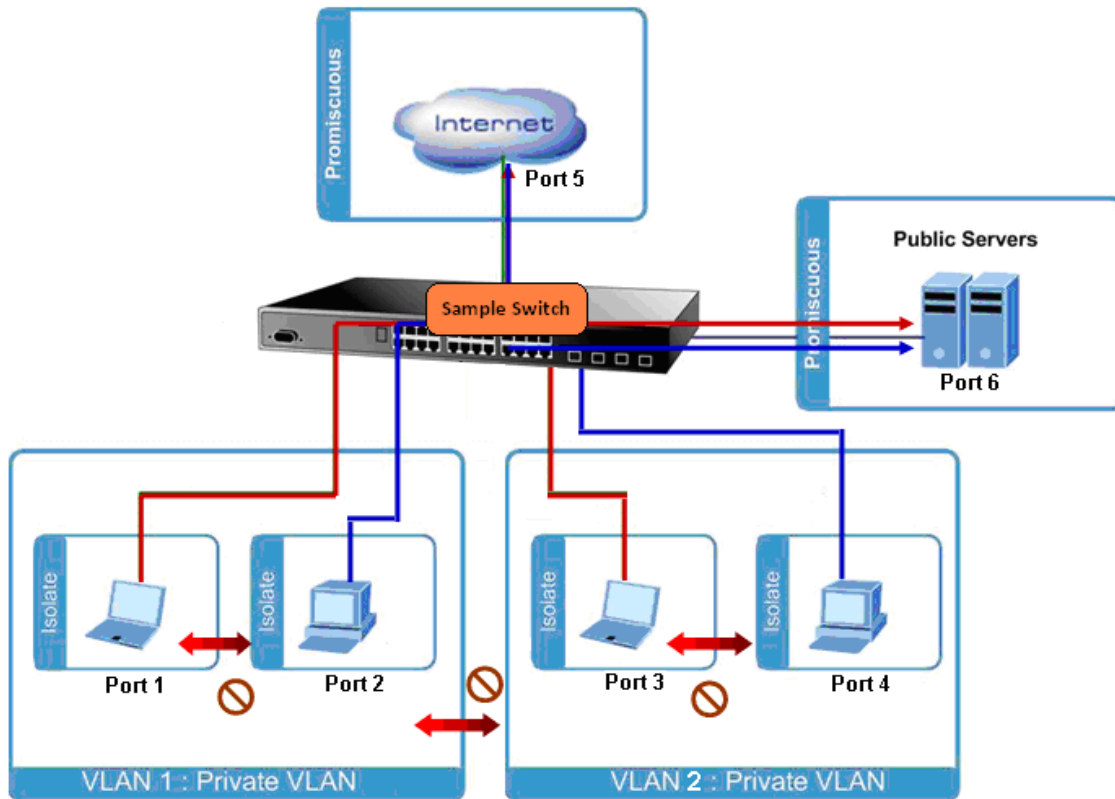 Promiscuous
Internet
Port 5
Promiscuous
Public Servers
Port 6
Sample Switch
Isolate
Port 1
Isolate
Port 2
Isolate
Port 3
Isolate
Port 4
VLAN 1 : Private VLAN
VLAN 2 : Private VLAN